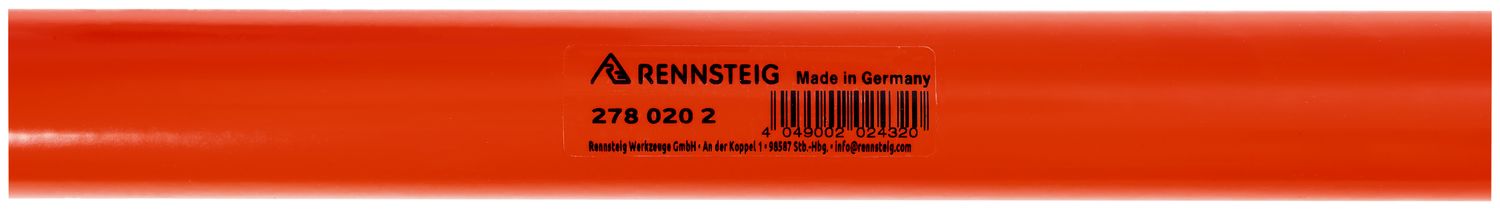 RENNSTEIG Made in Germany
278 020 2
4 049002 024320
Rennsteig Werkzeuge GmbH • An der Koppel 1 • 98587 Stb.-Hbg. • info@rennsteig.com